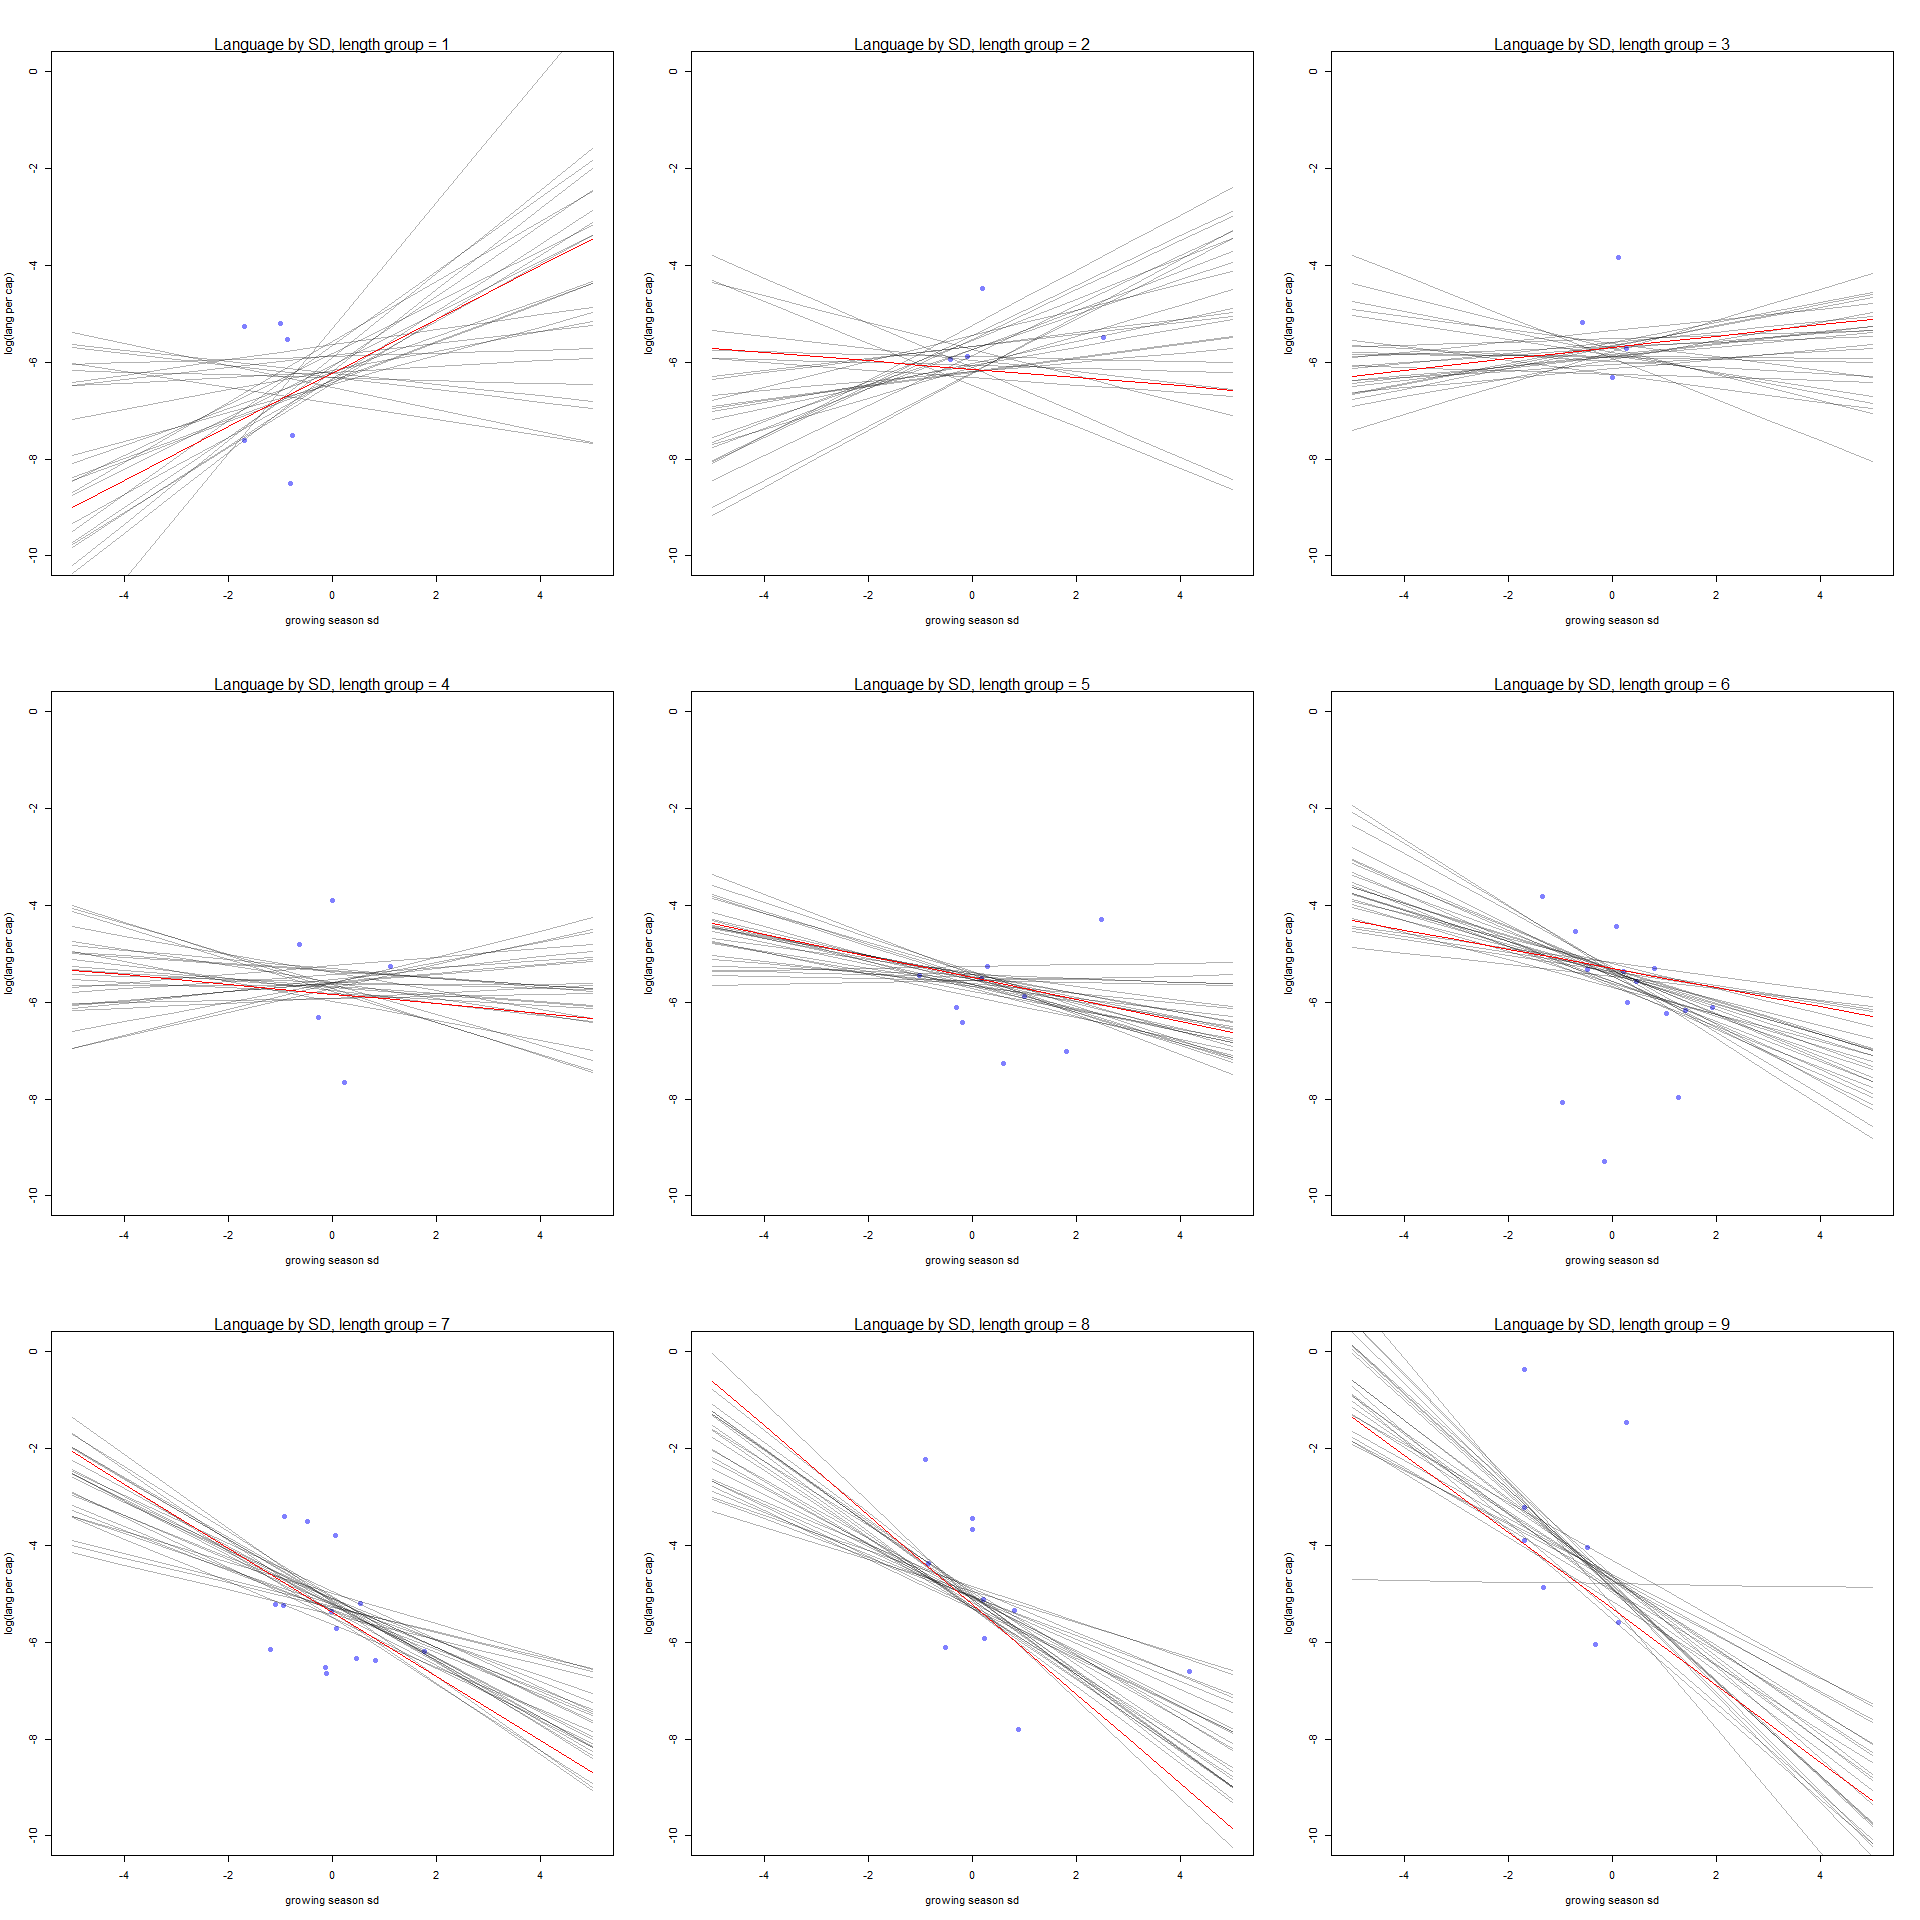 Language by SD, length group = 1
log(lang per cap)
0
-2
-4
-6
-8
-10
-4 -2 0 2 4
growing season sd
Language by SD, length group = 2
log(lang per cap)
0
-2
-4
-6
-8
-10
-4 -2 0 2 4
growing season sd
Language by SD, length group = 3
log(lang per cap)
0
-2
-4
-6
-8
-10
-4 -2 0 2 4
growing season sd
Language by SD, length group = 4
log(lang per cap)
0
-2
-4
-6
-8
-10
-4 -2 0 2 4
growing season sd
Language by SD, length group = 5
log(lang per cap)
0
-2
-4
-6
-8
-10
-4 -2 0 2 4
growing season sd
Language by SD, length group = 6
log(lang per cap)
0
-2
-4
-6
-8
-10
-4 -2 0 2 4
growing season sd
Language by SD, length group = 7
log(lang per cap)
0
-2
-4
-6
-8
-10
-4 -2 0 2 4
growing season sd
Language by SD, length group = 8
log(lang per cap)
0
-2
-4
-6
-8
-10
-4 -2 0 2 4
growing season sd
Language by SD, length group = 9
log(lang per cap)
0
-2
-4
-6
-8
-10
-4 -2 0 2 4
growing season sd